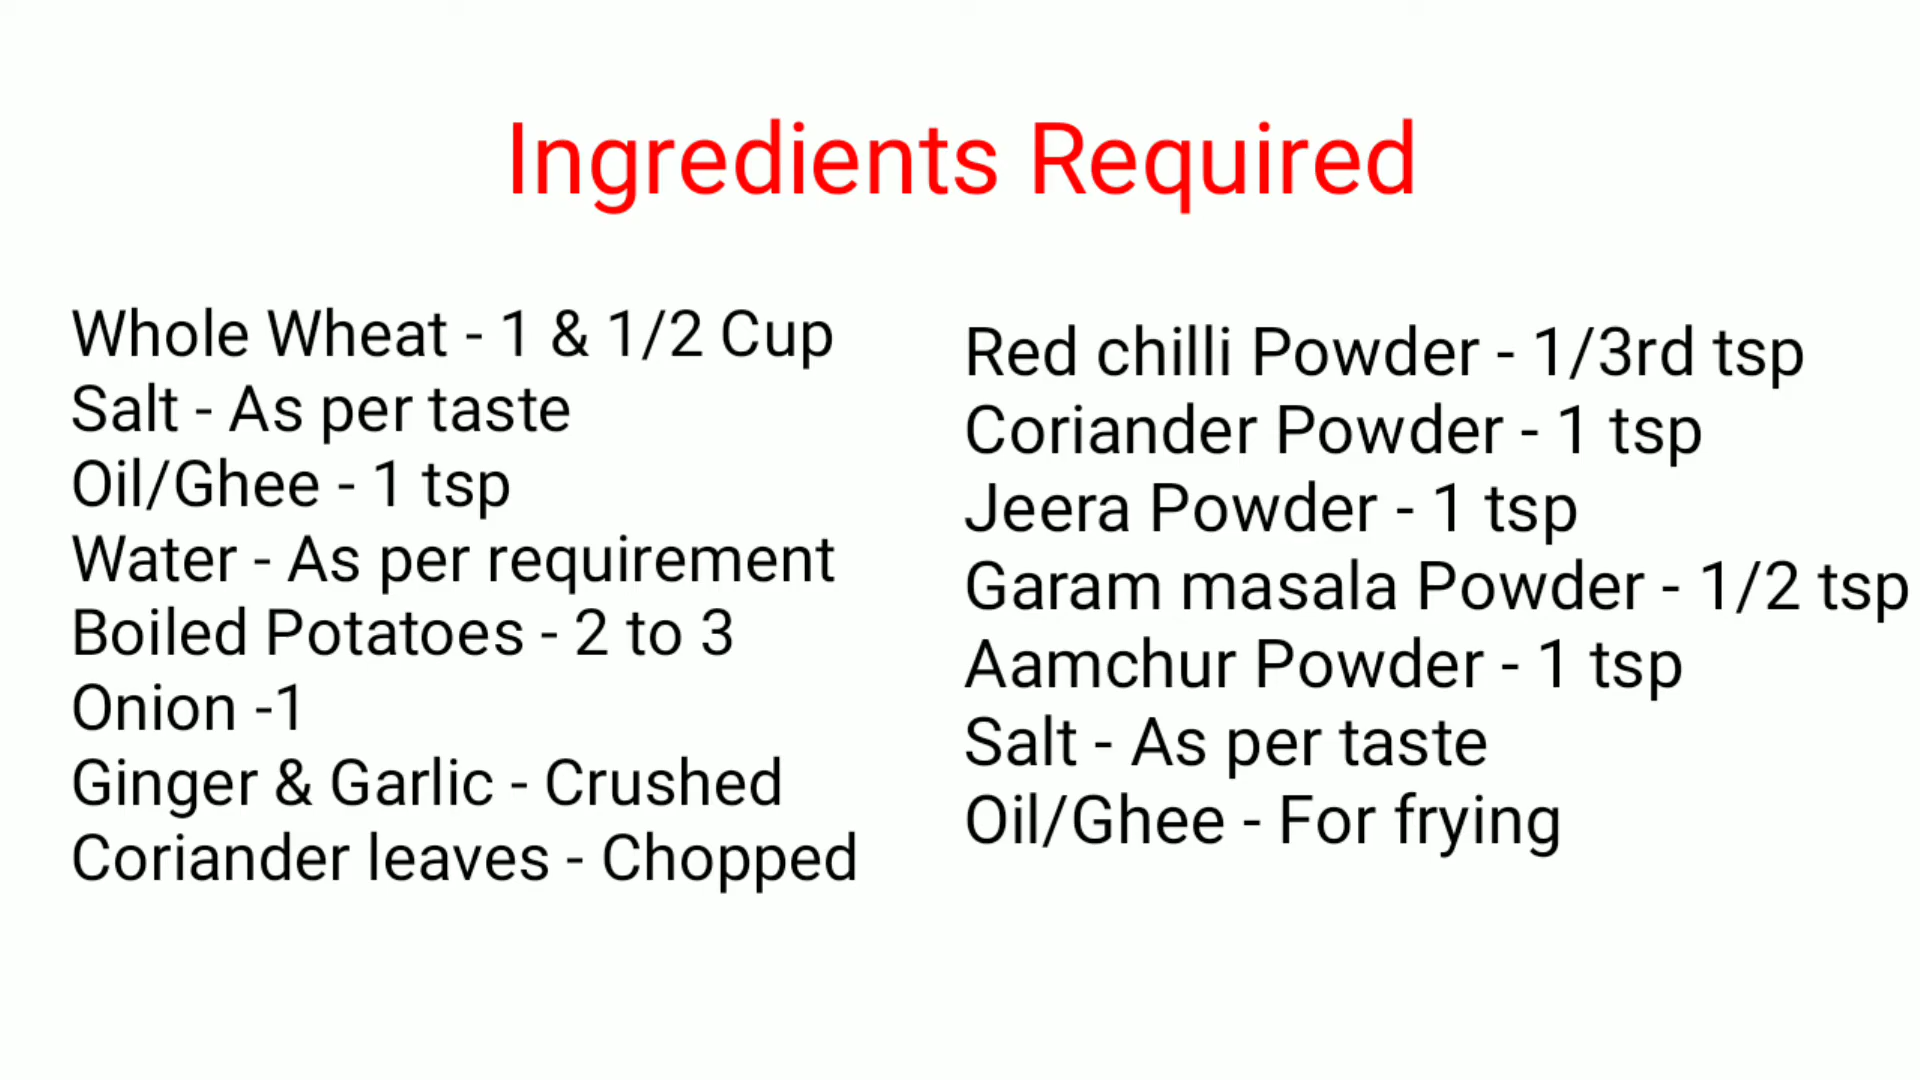 Ingredients Required
Whole Wheat - 1 & 1/2 Cup
Salt - As per taste
Oil/Ghee - 1 tsp
Water - As per requirement
Boiled Potatoes - 2 to 3
Onion -1
Ginger & Garlic - Crushed
Coriander leaves - Chopped
Red chilli Powder - 1/3rd tsp
Coriander Powder - 1 tsp
Jeera Powder - 1 tsp
Garam masala Powder - 1/2 tsp
Aamchur Powder - 1 tsp
Salt - As per taste
Oil/Ghee - For frying